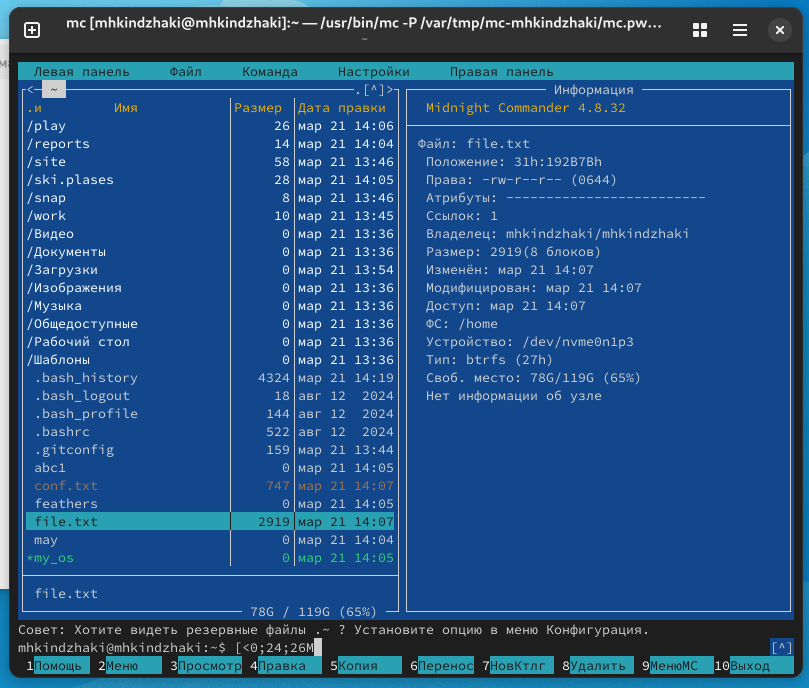 mc [mhkindzhaki@mhkindzhaki]:~ — /usr/bin/mc -P /var/tmp/mc-mhkindzhaki/mc.pw…
~
Левая панель Файл Команда Настройки Правая панель
<─ ~ .[^]>
.и Имя Размер Дата правки
/play 26 мар 21 14:06
/reports 14 мар 21 14:04
/site 58 мар 21 13:46
/ski.plases 28 мар 21 14:05
/snap 8 мар 21 13:46
/work 10 мар 21 13:45
/Видео 0 мар 21 13:36
/Документы 0 мар 21 13:36
/Загрузки 0 мар 21 13:54
/Изображения 0 мар 21 13:36
/Музыка 0 мар 21 13:36
/Общедоступные 0 мар 21 13:36
/Рабочий стол 0 мар 21 13:36
/Шаблоны 0 мар 21 13:36
.bash_history 4324 мар 21 14:19
.bash_logout 18 авг 12 2024
.bash_profile 144 авг 12 2024
.bashrc 522 авг 12 2024
.gitconfig 159 мар 21 13:44
abc1 0 мар 21 14:05
conf.txt 747 мар 21 14:07
feathers 0 мар 21 14:05
file.txt 2919 мар 21 14:07
may 0 мар 21 14:04
*my_os 0 мар 21 14:05
file.txt
78G / 119G (65%)
Информация
Midnight Commander 4.8.32
Файл: file.txt
Положение: 31h:192B7Bh
Права: -rw-r--r-- (0644)
Атрибуты: -------------------------
Ссылок: 1
Владелец: mhkindzhaki/mhkindzhaki
Размер: 2919(8 блоков)
Изменён: мар 21 14:07
Модифицирован: мар 21 14:07
Доступ: мар 21 14:07
ФС: /home
Устройство: /dev/nvme0n1p3
Тип: btrfs (27h)
Своб. место: 78G/119G (65%)
Нет информации об узле
Совет: Хотите видеть резервные файлы .~ ? Установите опцию в меню Конфигурация.
mhkindzhaki@mhkindzhaki:~$ [<0;24;26M [^]
1Помощь 2Меню 3Просмотр 4Правка 5Копия 6Перенос 7НовКтлг 8Удалить 9МенюМС 10Выход